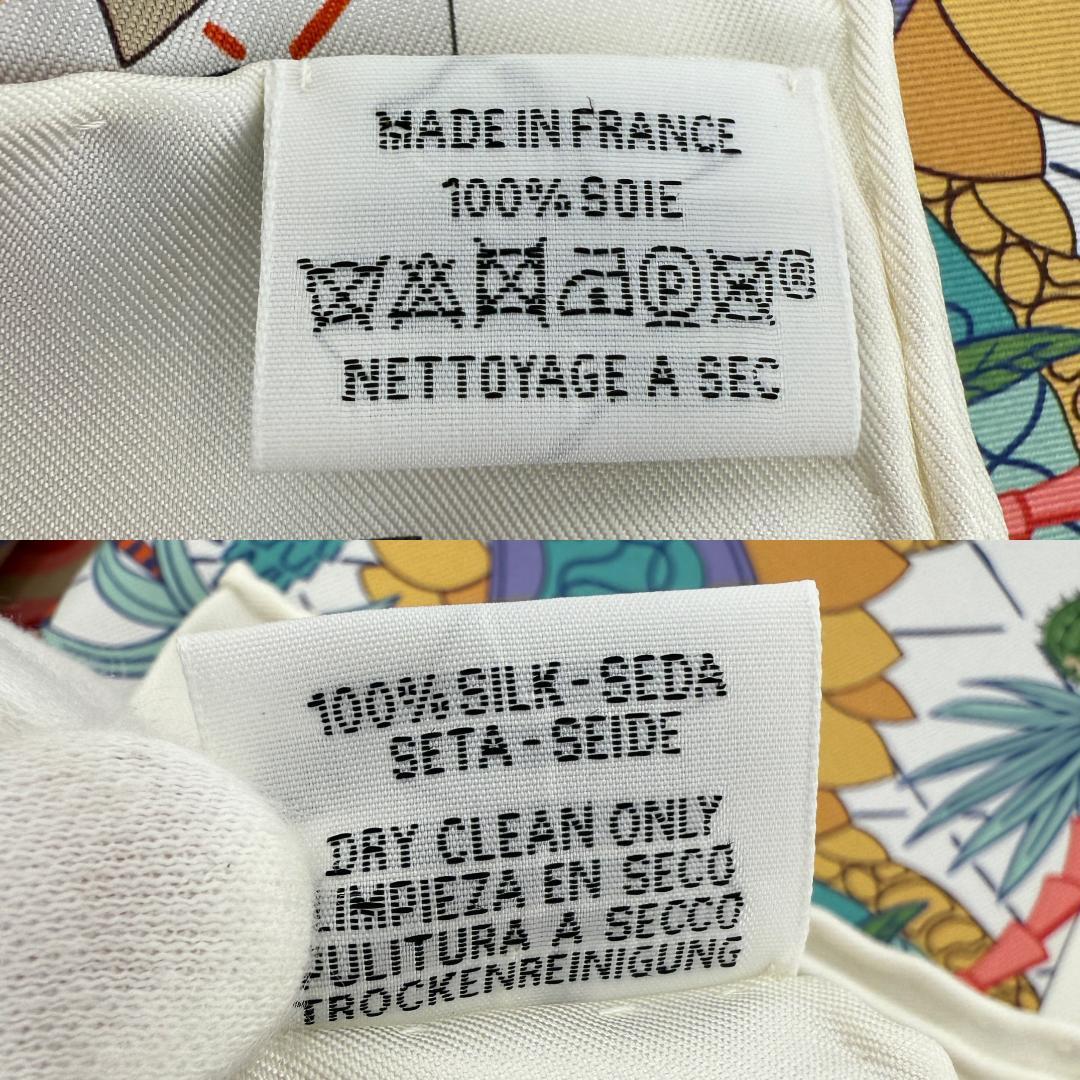 MADE IN FRANCE
100% SOIE
P ®
NETTOYAGE A SEC
100% SILK-SEDA
SETA-SEIDE
DRY CLEAN ONLY
LIMPIEZA EN SECO
PULITURA A SECCO
TROCKENREINIGUNG